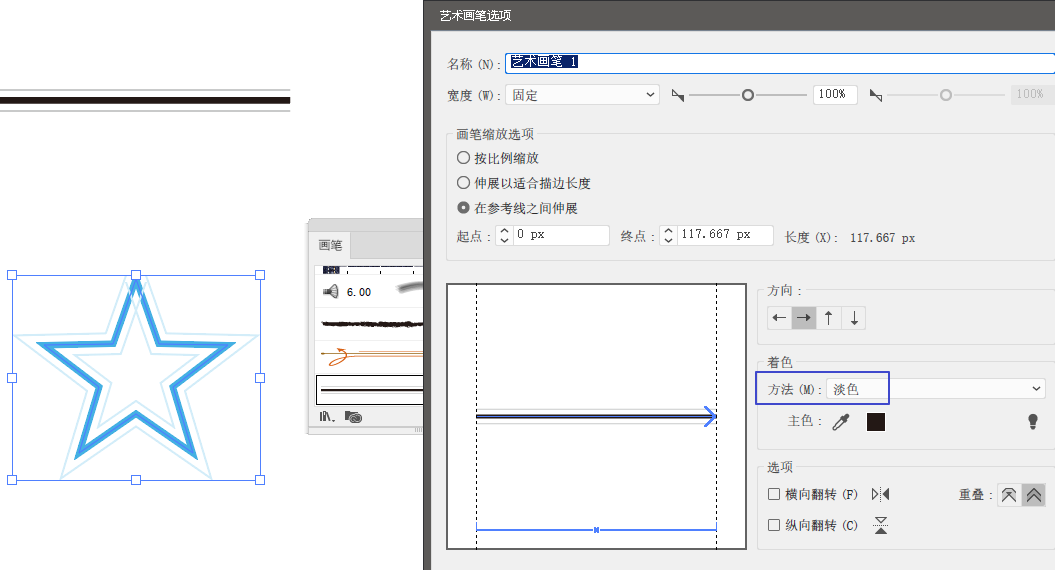 艺术画笔选项
名称 (N)： 艺术画笔 1
宽度 (W)： 固定 100% 100%
画笔缩放选项
按比例缩放
伸展以适合描边长度
在参考线之间伸展
起点： 0 px 终点： 117.667 px 长度 (X)： 117.667 px
画笔
6.00
方向：
着色
方法 (M)： 淡色
主色：
选项
横向翻转 (F) 重叠：
纵向翻转 (C)